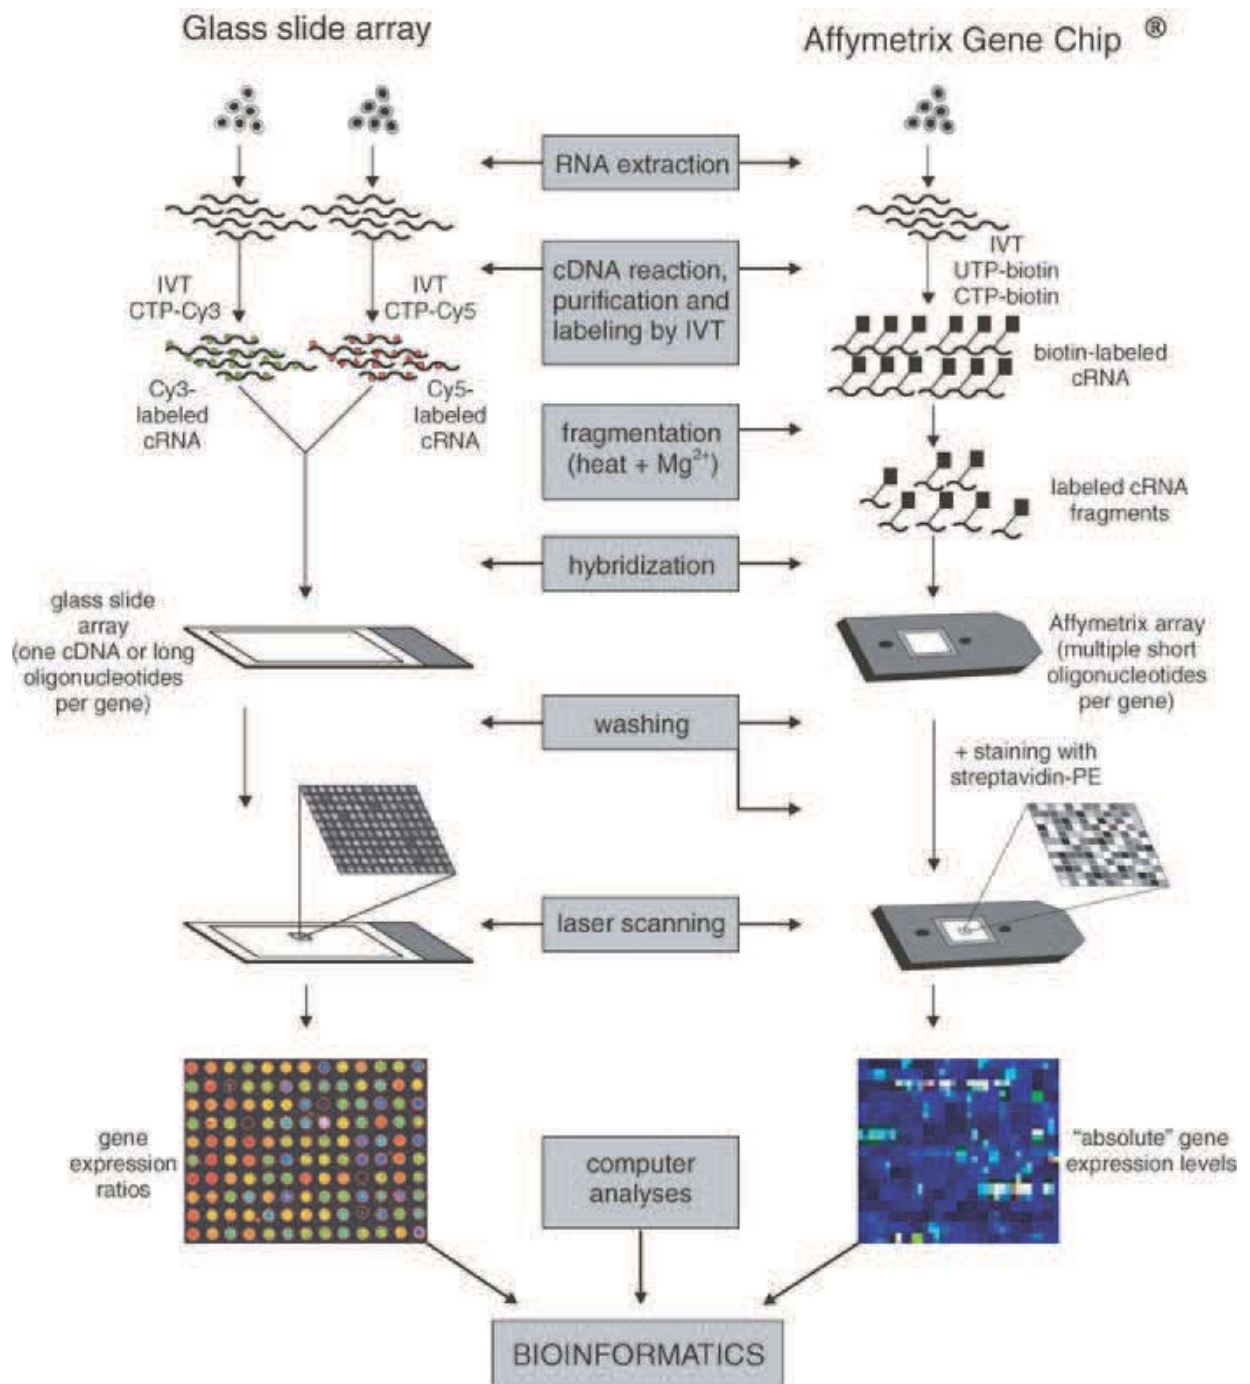 Glass slide array
Affymetrix Gene Chip ®
RNA extraction
cDNA reaction,
purification and
labeling by IVT
IVT
CTP-Cy3
IVT
CTP-Cy5
IVT
UTP-biotin
CTP-biotin
Cy3-
labeled
cRNA
Cy5-
labeled
cRNA
biotin-labeled
cRNA
fragmentation
(heat + Mg²⁺)
labeled cRNA
fragments
hybridization
glass slide
array
(one cDNA or long
oligonucleotides
per gene)
Affymetrix array
(multiple short
oligonucleotides
per gene)
washing
+ staining with
streptavidin-PE
laser scanning
gene
expression
ratios
computer
analyses
"absolute" gene
expression levels
BIOINFORMATICS